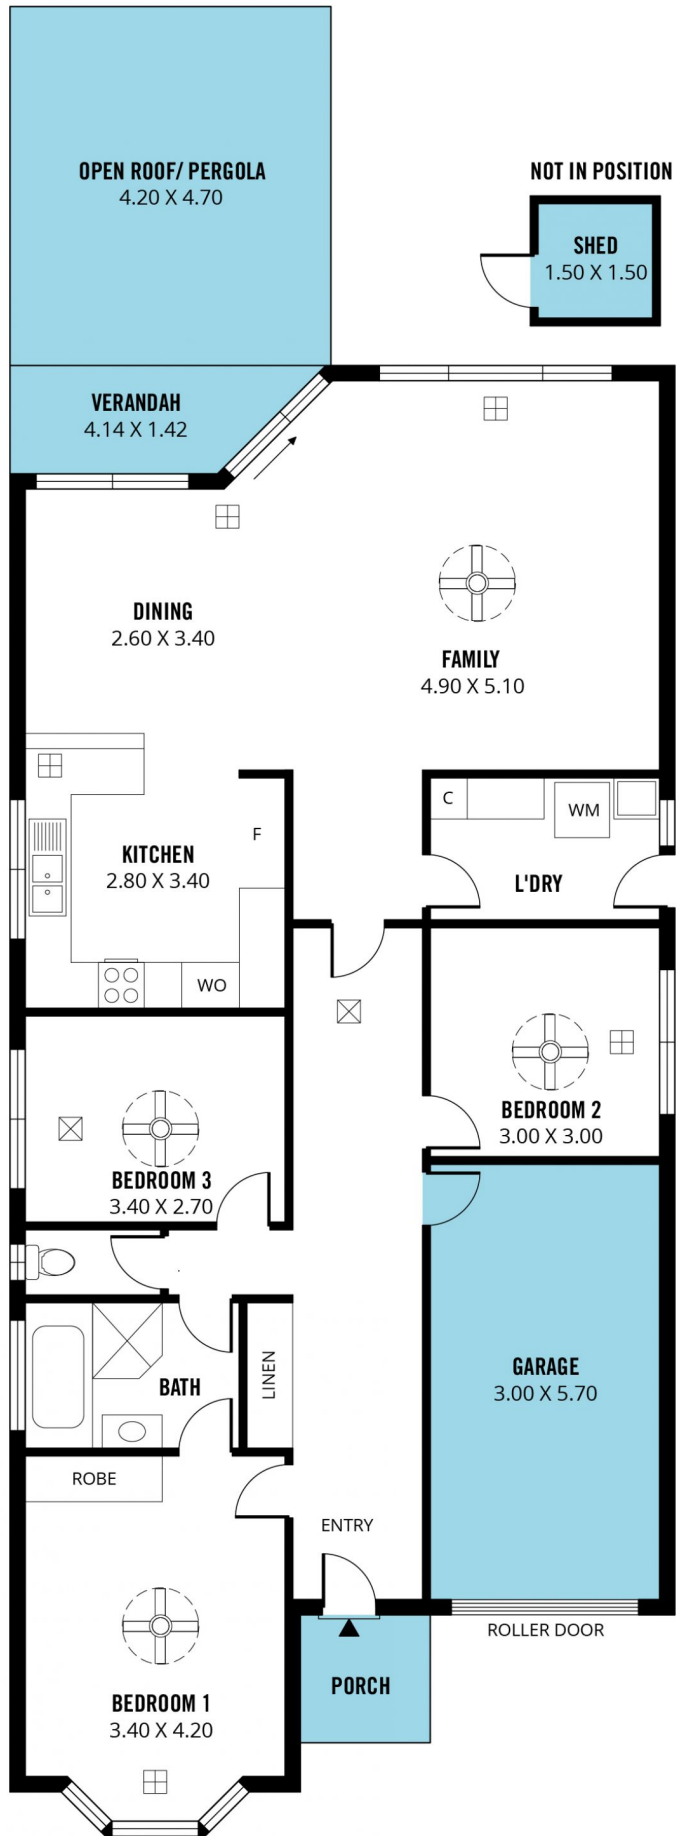 OPEN ROOF/ PERGOLA
4.20 X 4.70
NOT IN POSITION
SHED
1.50 X 1.50
VERANDAH
4.14 X 1.42
DINING
2.60 X 3.40
FAMILY
4.90 X 5.10
C
WM
L'DRY
F
KITCHEN
2.80 X 3.40
WO
BEDROOM 2
3.00 X 3.00
BEDROOM 3
3.40 X 2.70
GARAGE
3.00 X 5.70
LINEN
BATH
ROBE
ENTRY
ROLLER DOOR
PORCH
BEDROOM 1
3.40 X 4.20